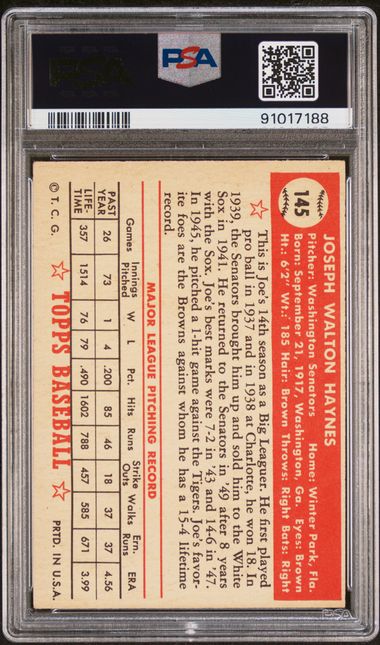 PSA
PSA
91017188
145
JOSEPH WALTON HAYNES
Pitcher: Washington Senators Home: Winter Park, Fla.
Born: September 21, 1917, Washington, Ga. Eyes: Brown
Ht.: 6'2" Wt.: 185 Hair: Brown Throws: Right Bats: Right
This is Joe's 14th season as a Big Leaguer. He first played
pro ball in 1937 and in 1938 at Charlotte, he won 18. In
1939, the Senators brought him up and sold him to the White
Sox in 1941. He returned to the Senators in '49 after 8 years
with the Sox. Joe's best marks were 7-2 in '43 and 14-6 in '47.
In 1945, he pitched a 1-hit game against the Tigers. Joe's favor-
ite foes are the Browns against whom he has a 15-4 lifetime
record.
MAJOR LEAGUE PITCHING RECORD
Games Innings Pitched W L Pct. Hits Runs Strike Outs Walks Ern. Runs ERA
PAST YEAR 26 73 1 4 .200 85 46 18 37 37 4.56
LIFE-TIME 357 1514 76 79 .490 1602 788 457 585 671 3.99
© T. C. G. TOPPS BASEBALL PRTD. IN U.S.A.